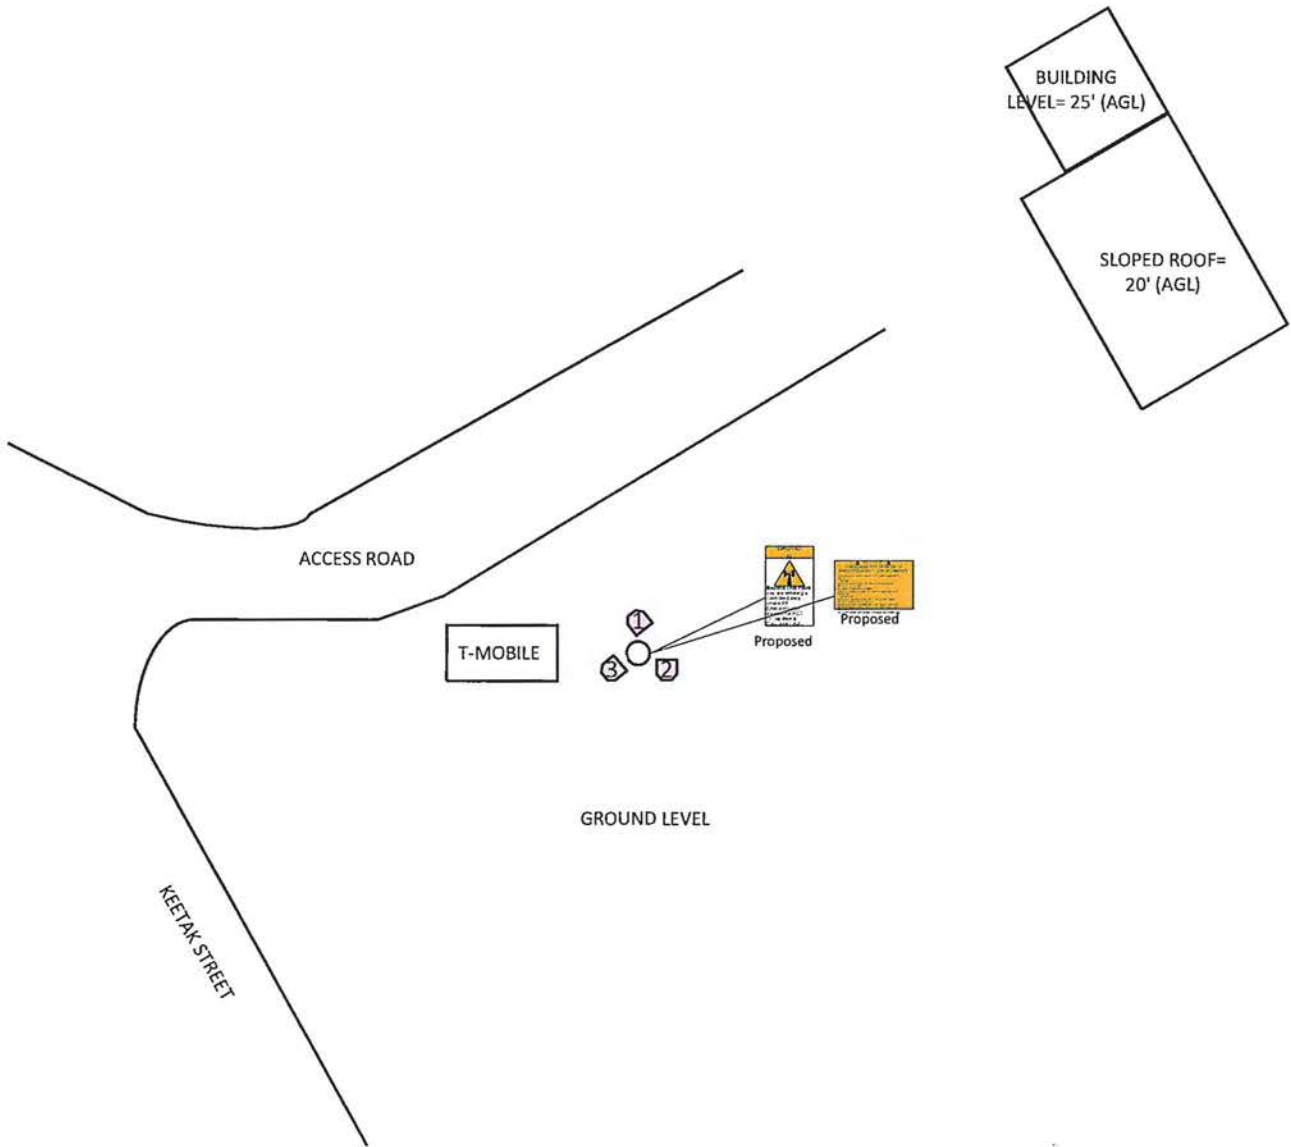 BUILDING
LEVEL= 25' (AGL)
SLOPED ROOF=
20' (AGL)
ACCESS ROAD
1
T-MOBILE
3
2
Proposed
Proposed
GROUND LEVEL
KEETAK STREET